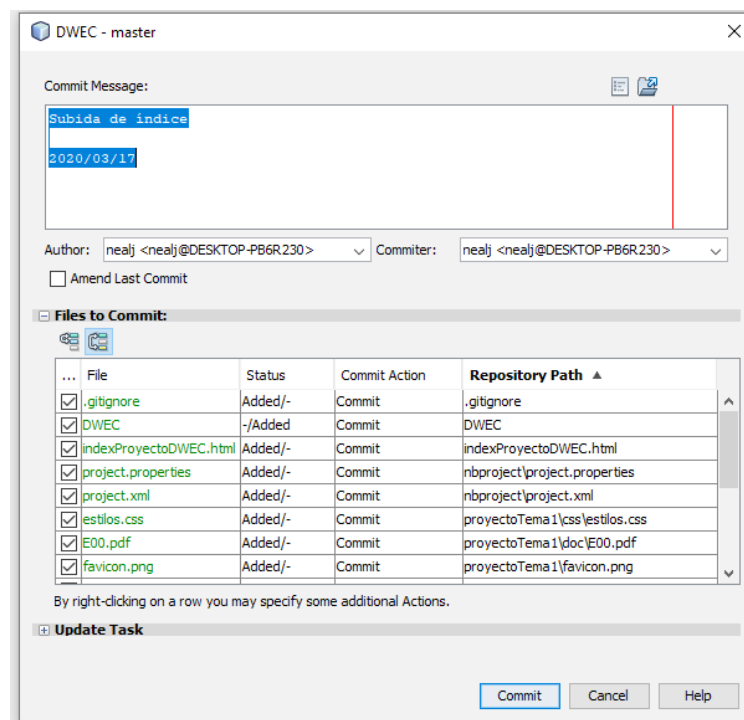 DWEC - master
Commit Message:
Subida de índice
2020/03/17
Author: nealj <nealj@DESKTOP-PB6R230> Commiter: nealj <nealj@DESKTOP-PB6R230>
Amend Last Commit
Files to Commit:
... File Status Commit Action Repository Path
.gitignore Added/- Commit .gitignore
DWEC -/Added Commit DWEC
indexProyectoDWEC.html Added/- Commit indexProyectoDWEC.html
project.properties Added/- Commit nbproject\project.properties
project.xml Added/- Commit nbproject\project.xml
estilos.css Added/- Commit proyectoTema1\css\estilos.css
E00.pdf Added/- Commit proyectoTema1\doc\E00.pdf
favicon.png Added/- Commit proyectoTema1\favicon.png
By right-clicking on a row you may specify some additional Actions.
Update Task
Commit Cancel Help